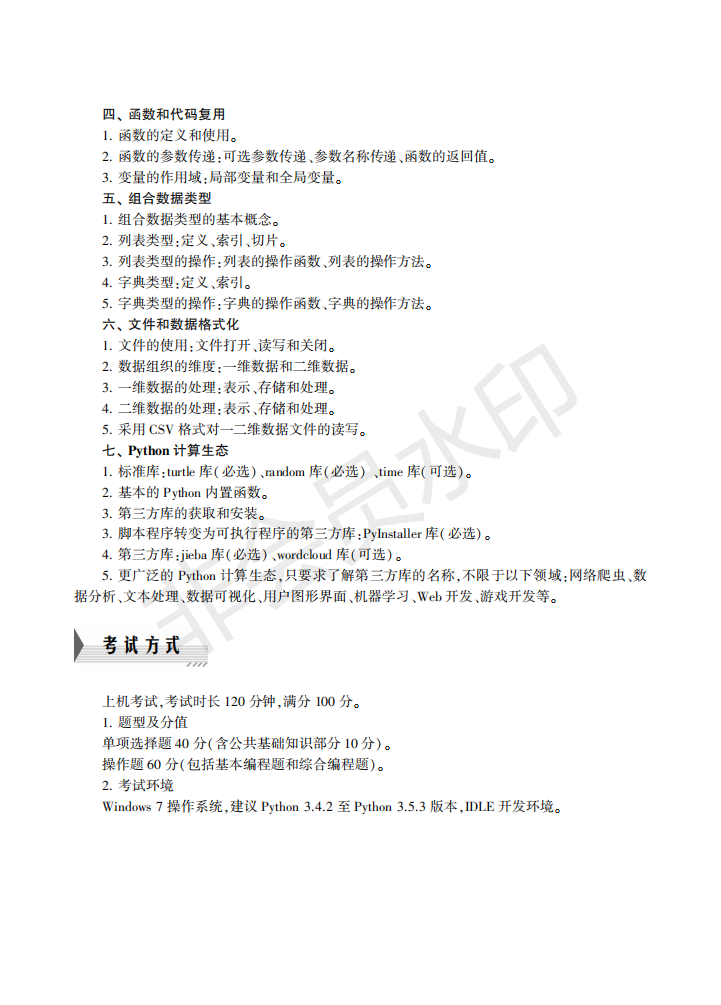 四、函数和代码复用
1. 函数的定义和使用。
2. 函数的参数传递:可选参数传递、参数名称传递、函数的返回值。
3. 变量的作用域:局部变量和全局变量。
五、组合数据类型
1. 组合数据类型的基本概念。
2. 列表类型:定义、索引、切片。
3. 列表类型的操作:列表的操作函数、列表的操作方法。
4. 字典类型:定义、索引。
5. 字典类型的操作:字典的操作函数、字典的操作方法。
六、文件和数据格式化
1. 文件的使用:文件打开、读写和关闭。
2. 数据组织的维度:一维数据和二维数据。
3. 一维数据的处理:表示、存储和处理。
4. 二维数据的处理:表示、存储和处理。
5. 采用 CSV 格式对一二维数据文件的读写。
七、Python 计算生态
1. 标准库:turtle 库(必选)、random 库(必选)、time 库(可选)。
2. 基本的 Python 内置函数。
3. 第三方库的获取和安装。
3. 脚本程序转变为可执行程序的第三方库:PyInstaller 库(必选)。
4. 第三方库:jieba 库(必选)、wordcloud 库(可选)。
5. 更广泛的 Python 计算生态,只要求了解第三方库的名称,不限于以下领域:网络爬虫、数
据分析、文本处理、数据可视化、用户图形界面、机器学习、Web 开发、游戏开发等。
考试方式
上机考试,考试时长 120 分钟,满分 100 分。
1. 题型及分值
单项选择题 40 分(含公共基础知识部分 10 分)。
操作题 60 分(包括基本编程题和综合编程题)。
2. 考试环境
Windows 7 操作系统,建议 Python 3.4.2 至 Python 3.5.3 版本,IDLE 开发环境。
非会员水印